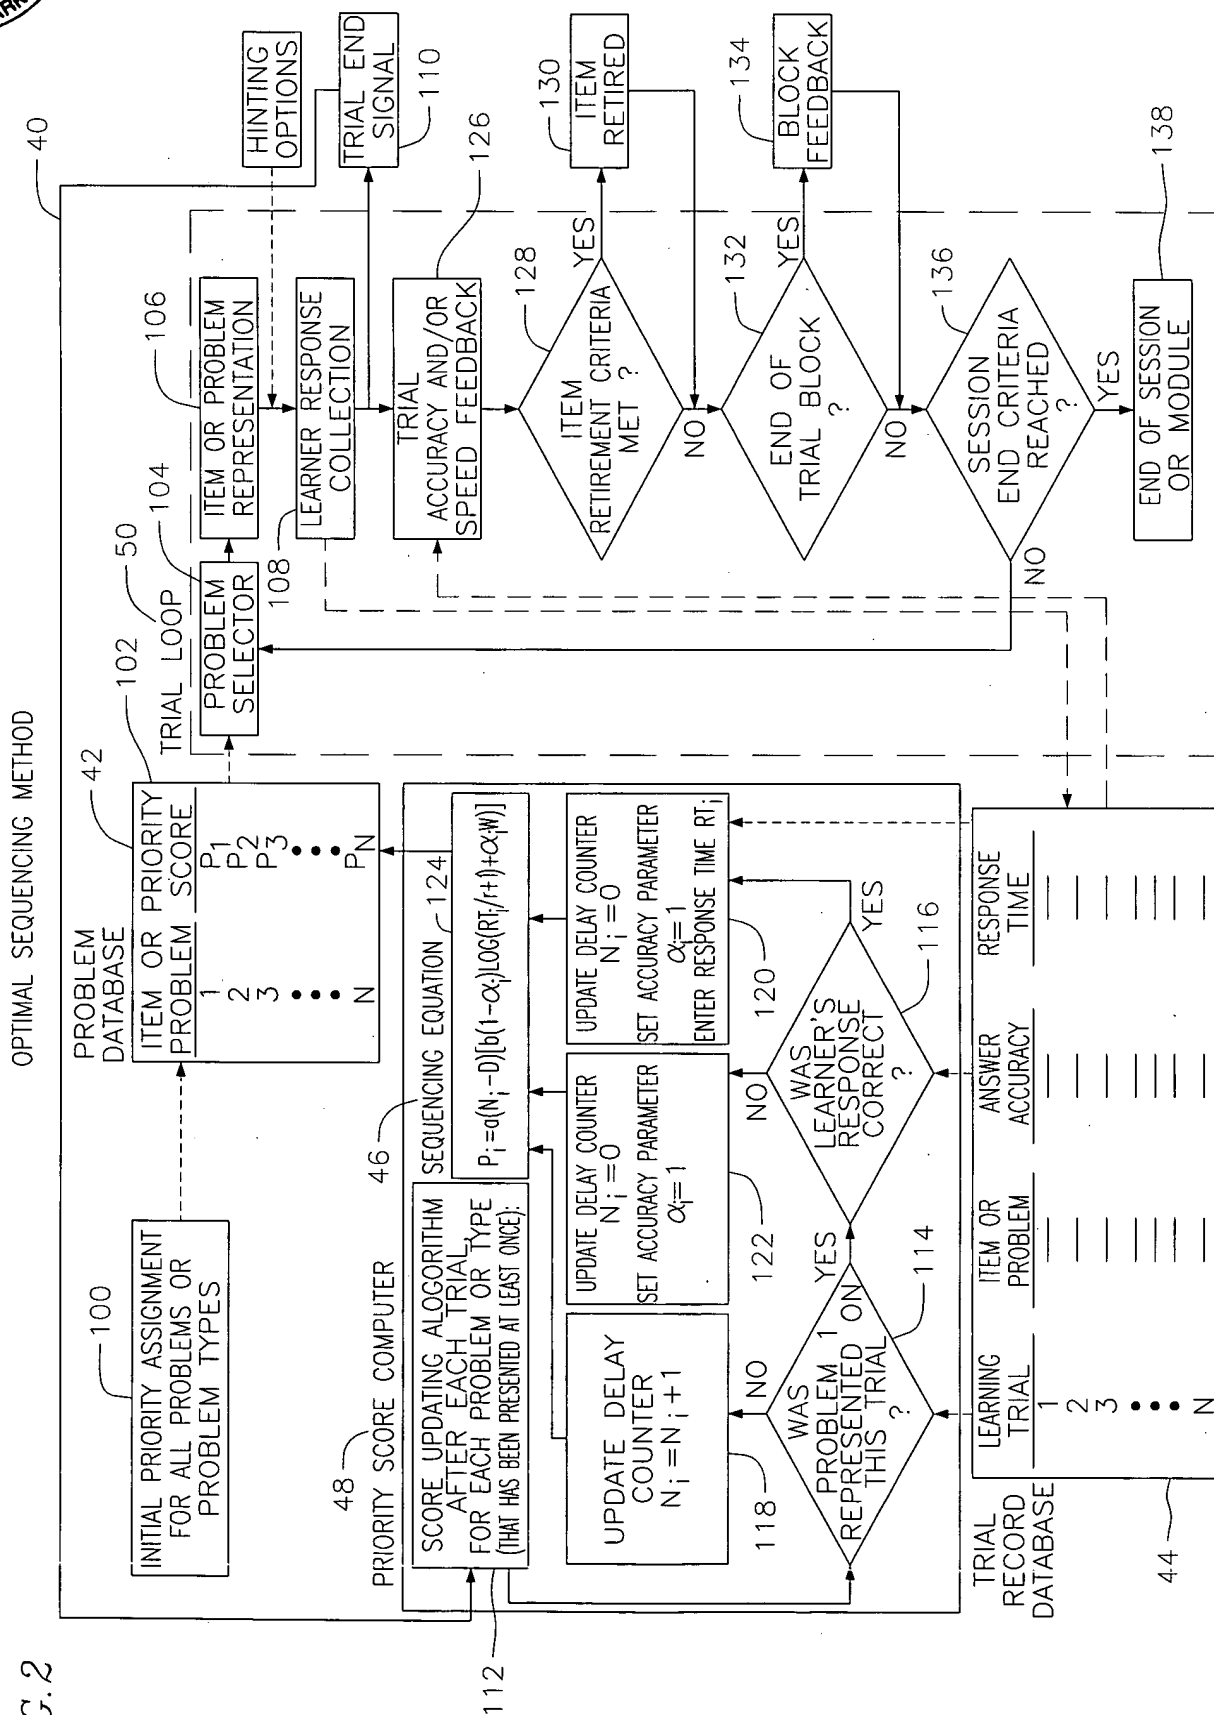 OPTIMAL SEQUENCING METHOD
40
100
INITIAL PRIORITY ASSIGNMENT
FOR ALL PROBLEMS OR
PROBLEM TYPES
PROBLEM
DATABASE
42
102
ITEM OR PRIORITY
PROBLEM SCORE
1 P1
2 P2
3 P3
••• •••
N PN
TRIAL LOOP
50
104
PROBLEM
SELECTOR
106
ITEM OR PROBLEM
REPRESENTATION
HINTING
OPTIONS
108
LEARNER RESPONSE
COLLECTION
TRIAL END
SIGNAL
110
TRIAL
ACCURACY AND/OR
SPEED FEEDBACK
126
128
ITEM
RETIREMENT CRITERIA
MET ?
YES
NO
130
ITEM
RETIRED
132
END OF
TRIAL BLOCK
?
YES
NO
134
BLOCK
FEEDBACK
136
SESSION
END CRITERIA
REACHED
?
NO
YES
138
END OF SESSION
OR MODULE
48
PRIORITY SCORE COMPUTER
112
SCORE UPDATING ALOGORITHM
AFTER EACH TRIAL,
FOR EACH PROBLEM OR TYPE
(THAT HAS BEEN PRESENTED AT LEAST ONCE):
46
SEQUENCING EQUATION
124
Pi=a(Ni-D)[b(1-αi)LOG(RTi/r+1)+αiW)]
UPDATE DELAY
COUNTER
Ni=Ni+1
118
UPDATE DELAY COUNTER
Ni=0
SET ACCURACY PARAMETER
αi=1
122
UPDATE DELAY COUNTER
Ni=0
SET ACCURACY PARAMETER
αi=1
ENTER RESPONSE TIME RTi
120
NO
WAS
PROBLEM 1
REPRESENTED ON
THIS TRIAL
?
YES
114
NO
WAS
LEARNER'S
RESPONSE
CORRECT
?
YES
116
TRIAL
RECORD
DATABASE
44
LEARNING
TRIAL
ITEM OR
PROBLEM
ANSWER
ACCURACY
RESPONSE
TIME
1
2
3
•••
N